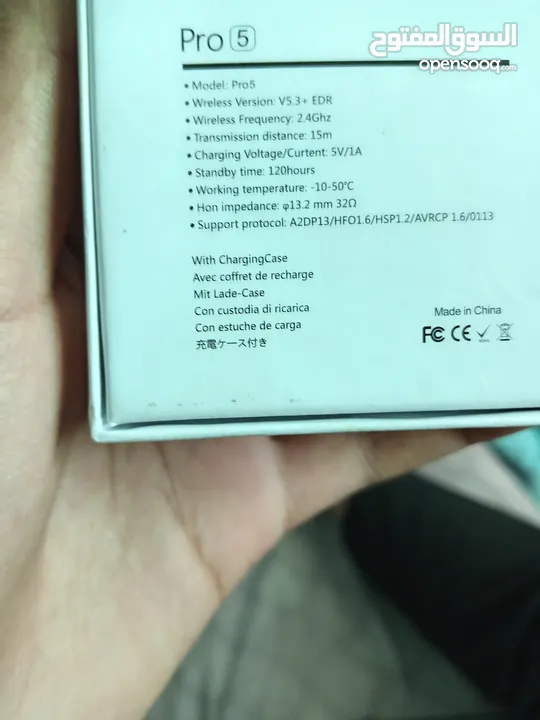 السوق المفتوح
opensooq.com
Pro 5
• Model: Pro5
• Wireless Version: V5.3+ EDR
• Wireless Frequency: 2.4Ghz
• Transmission distance: 15m
• Charging Voltage/Curtent: 5V/1A
• Standby time: 120hours
• Working temperature: -10-50℃
• Hon impedance: φ13.2 mm 32Ω
• Support protocol: A2DP13/HFO1.6/HSP1.2/AVRCP 1.6/0113
With ChargingCase
Avec coffret de recharge
Mit Lade-Case
Con custodia di ricarica
Con estuche de carga
充電ケース付き
Made in China
FC CE